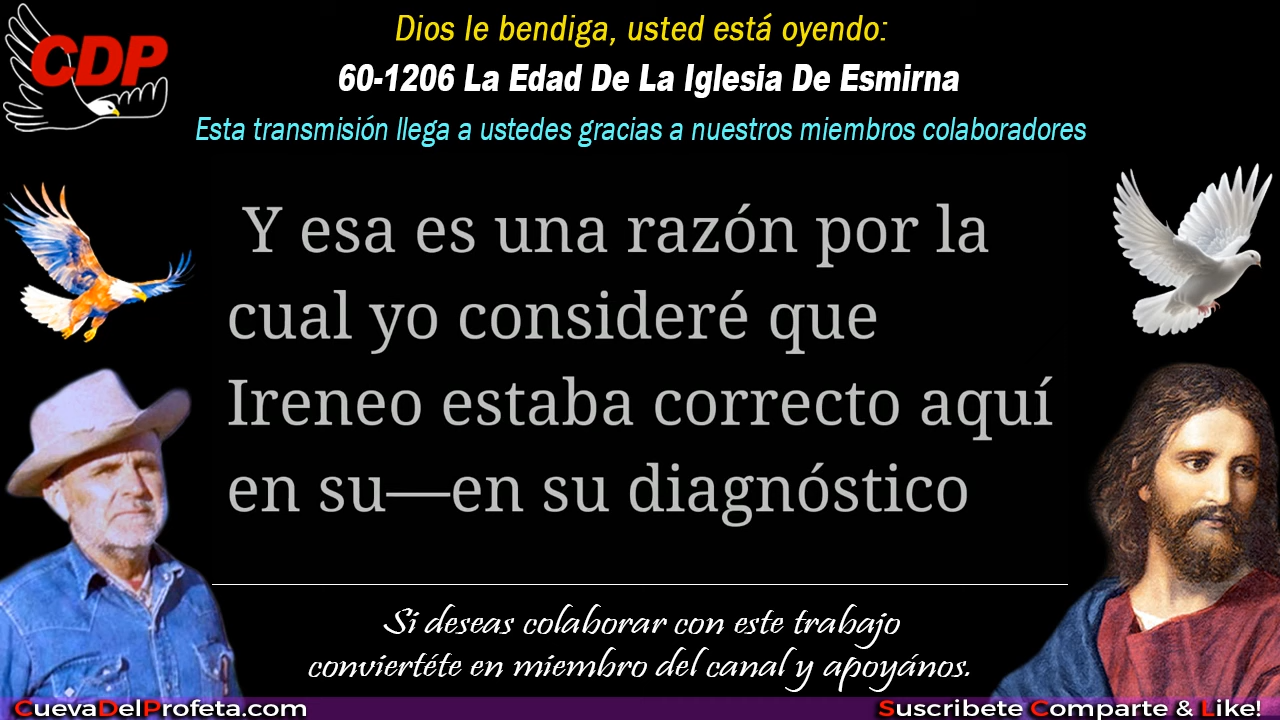 CDP
Dios le bendiga, usted está oyendo:
60-1206 La Edad De La Iglesia De Esmirna
Esta transmisión llega a ustedes gracias a nuestros miembros colaboradores
Y esa es una razón por la
cual yo consideré que
Ireneo estaba correcto aquí
en su—en su diagnóstico
Si deseas colaborar con este trabajo
conviertéte en miembro del canal y apoyános.
CuevaDelProfeta.com
Suscribete Comparte & Like!